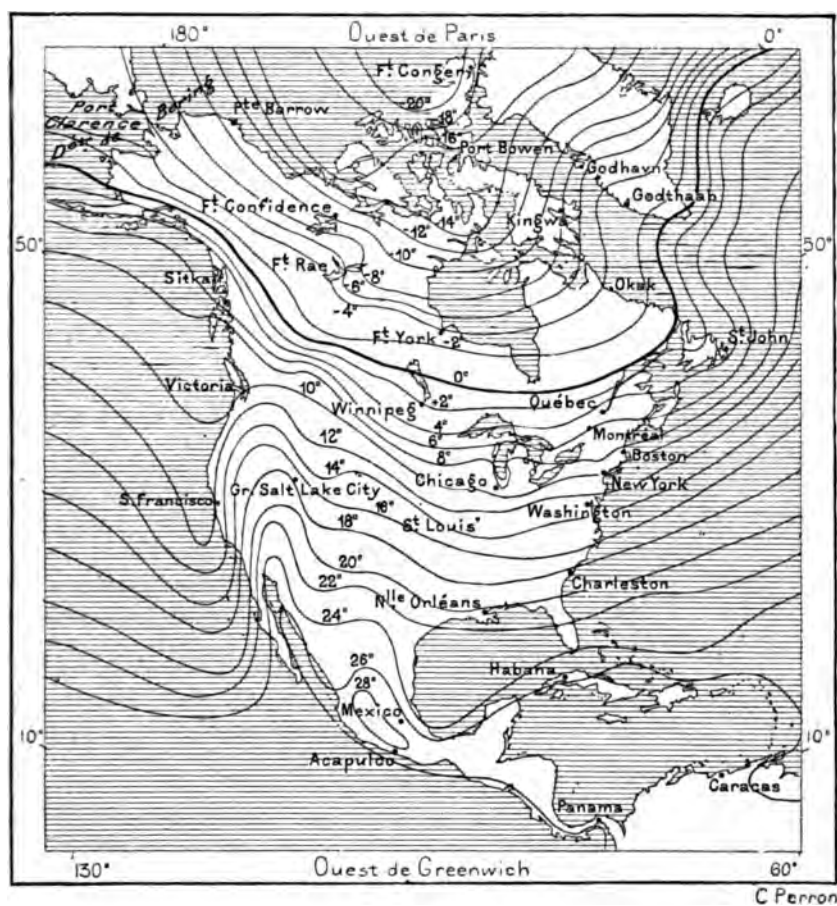 180°
Ouest de Paris
0°
Ft. Conger
-20°
-18°
-16°
Port Clarence
Bering
Pte Barrow
Port Bowen
Godhavn
Godthaab
Ft. Confidence
-14°
-12°
Kingwa
-10°
50°
50°
Ft. Rae
-8°
-6°
-4°
Sitka
Okak
Ft. York
-2°
St. John
0°
Victoria
10°
Winnipeg
+2°
Québec
4°
6°
8°
Montréal
Boston
12°
14°
Chicago
New York
Gr. Salt Lake City
S. Francisco
16°
St. Louis
Washington
18°
20°
22°
Charleston
Nlle Orléans
24°
26°
28°
Habana
Mexico
10°
10°
Acapulco
Caracas
Panama
130°
Ouest de Greenwich
60°
C Perron